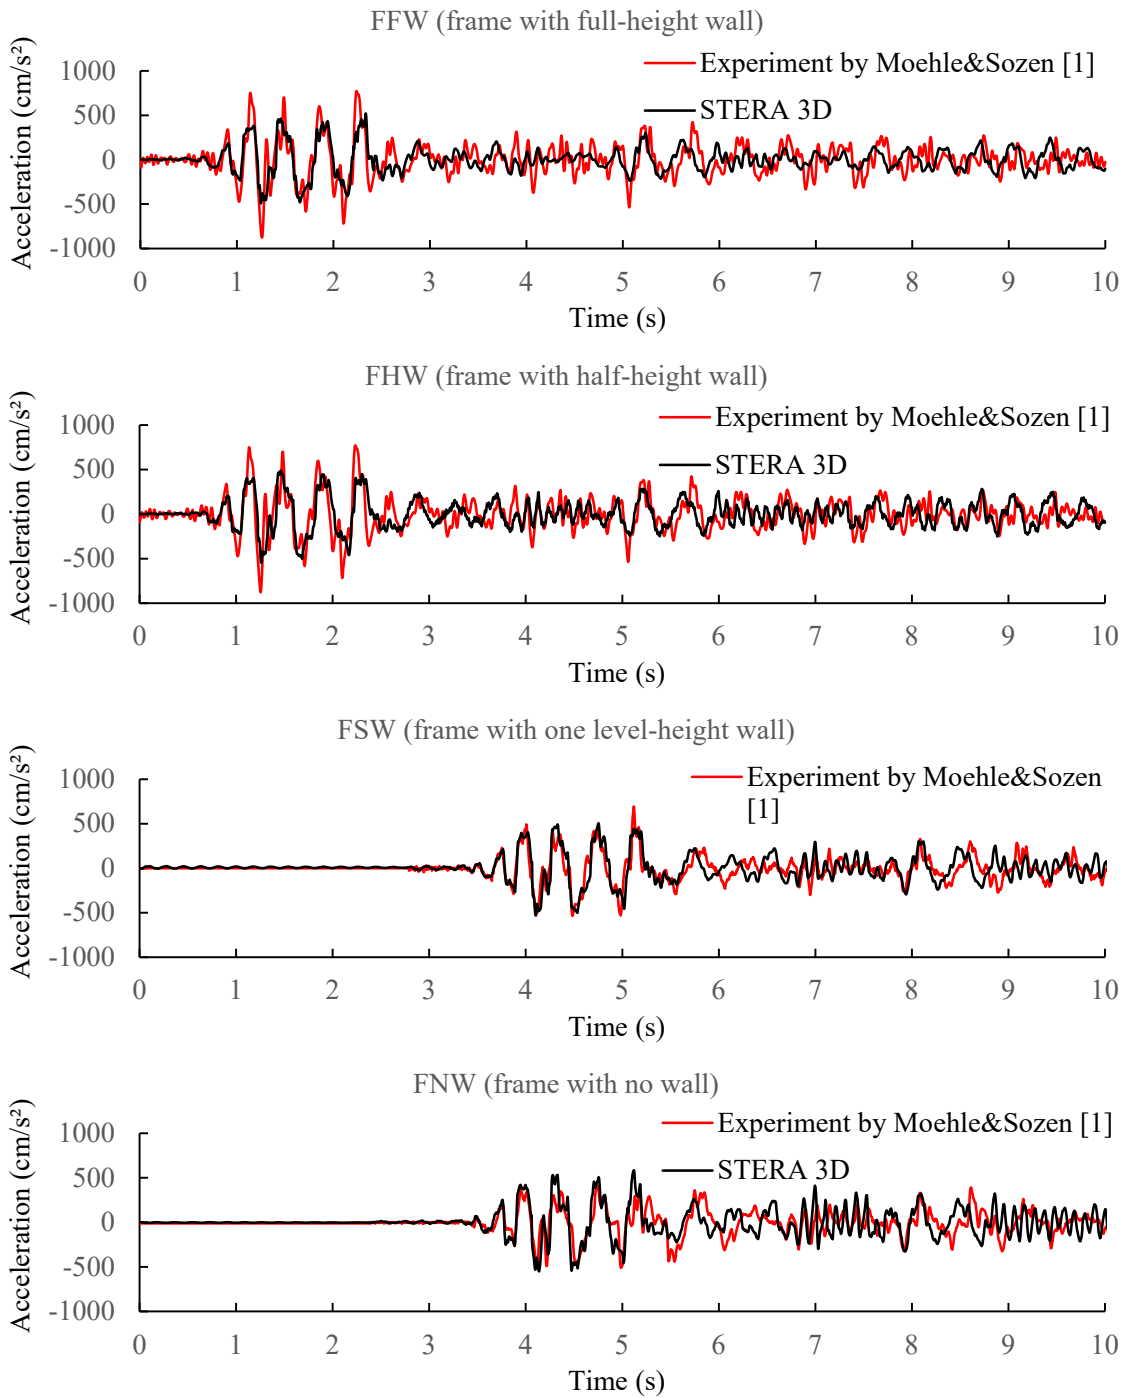 FFW (frame with full-height wall)
Experiment by Moehle&Sozen [1]
STERA 3D
Acceleration (cm/s²)
1000
500
0
-500
-1000
0 1 2 3 4 5 6 7 8 9 10
Time (s)
FHW (frame with half-height wall)
Experiment by Moehle&Sozen [1]
STERA 3D
Acceleration (cm/s²)
1000
500
0
-500
-1000
0 1 2 3 4 5 6 7 8 9 10
Time (s)
FSW (frame with one level-height wall)
Experiment by Moehle&Sozen
[1]
Acceleration (cm/s²)
1000
500
0
-500
-1000
0 1 2 3 4 5 6 7 8 9 10
Time (s)
FNW (frame with no wall)
Experiment by Moehle&Sozen [1]
STERA 3D
Acceleration (cm/s²)
1000
500
0
-500
-1000
0 1 2 3 4 5 6 7 8 9 10
Time (s)